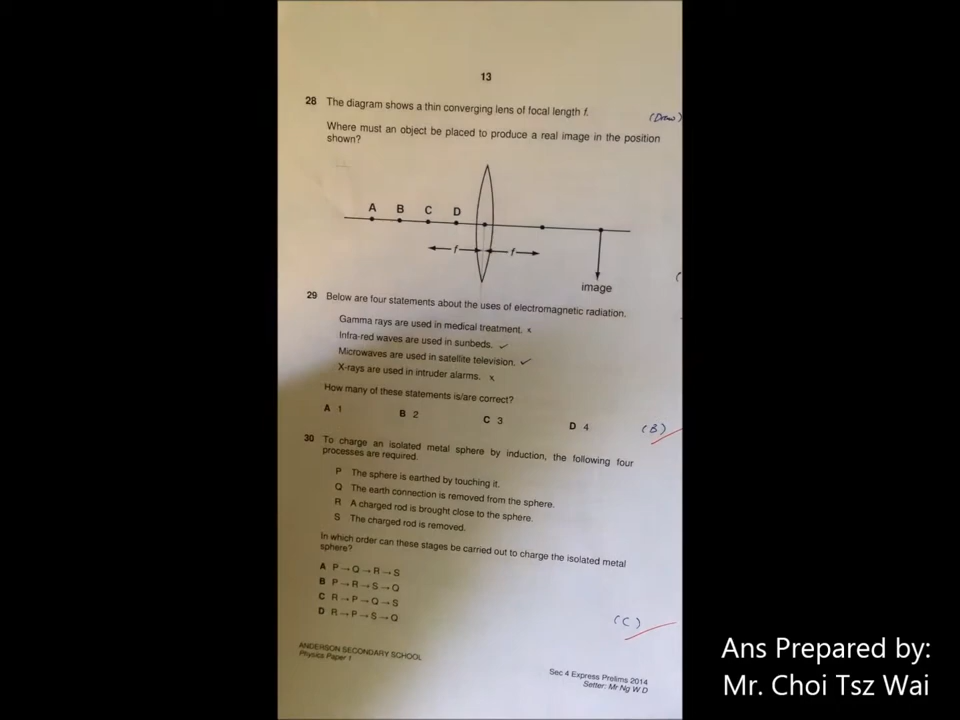 13
28 The diagram shows a thin converging lens of focal length f.
(Draw)
Where must an object be placed to produce a real image in the position
shown?
A B C D
f f
image
29 Below are four statements about the uses of electromagnetic radiation.
Gamma rays are used in medical treatment. x
Infra-red waves are used in sunbeds. ✓
Microwaves are used in satellite television. ✓
X-rays are used in intruder alarms. x
How many of these statements is/are correct?
A 1 B 2 C 3 D 4 (B)
30 To charge an isolated metal sphere by induction, the following four
processes are required.
P The sphere is earthed by touching it.
Q The earth connection is removed from the sphere.
R A charged rod is brought close to the sphere.
S The charged rod is removed.
In which order can these stages be carried out to charge the isolated metal
sphere?
A P→Q→R→S
B P→R→S→Q
C R→P→Q→S
D R→P→S→Q
(C)
ANDERSON SECONDARY SCHOOL
Physics Paper 1
Sec 4 Express Prelims 2014
Setter: Mr Ng W D
Ans Prepared by:
Mr. Choi Tsz Wai